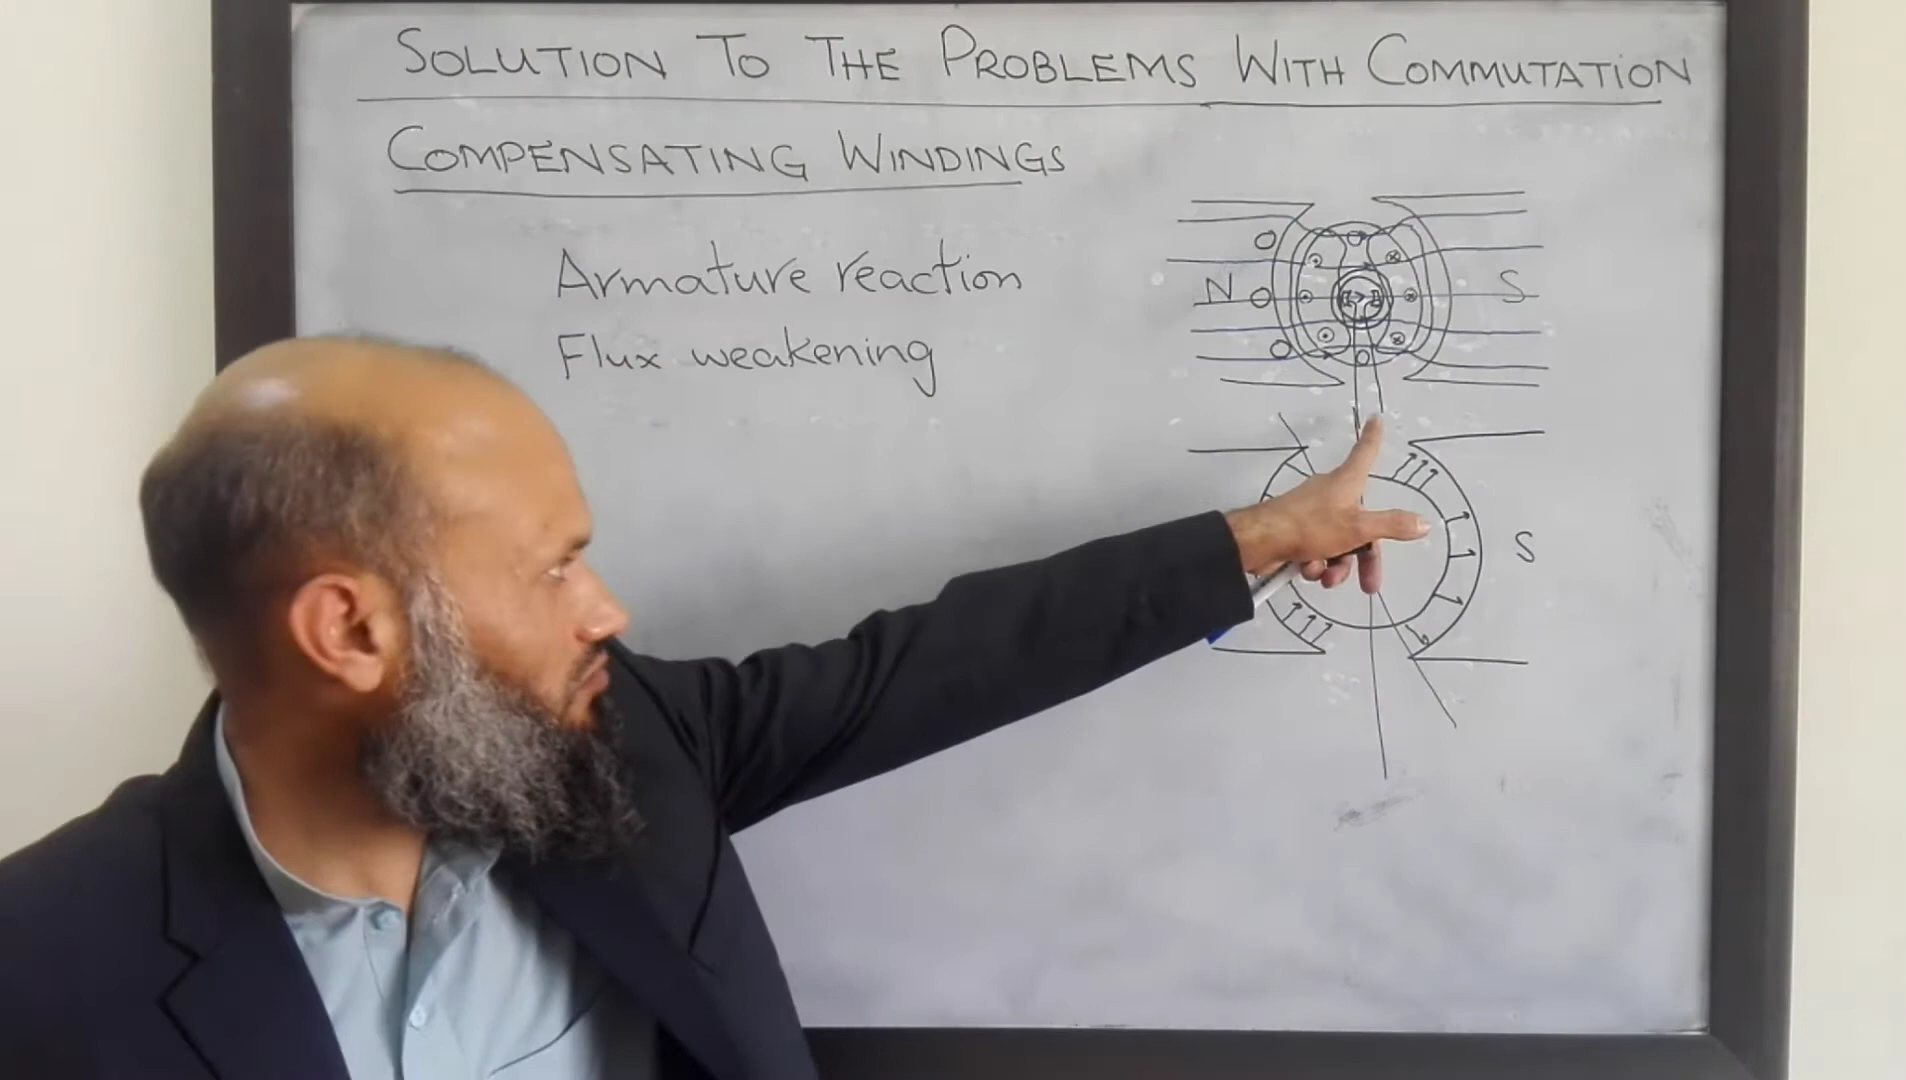 SOLUTION TO THE PROBLEMS WITH COMMUTATION
COMPENSATING WINDINGS
Armature reaction
Flux weakening
N S
S